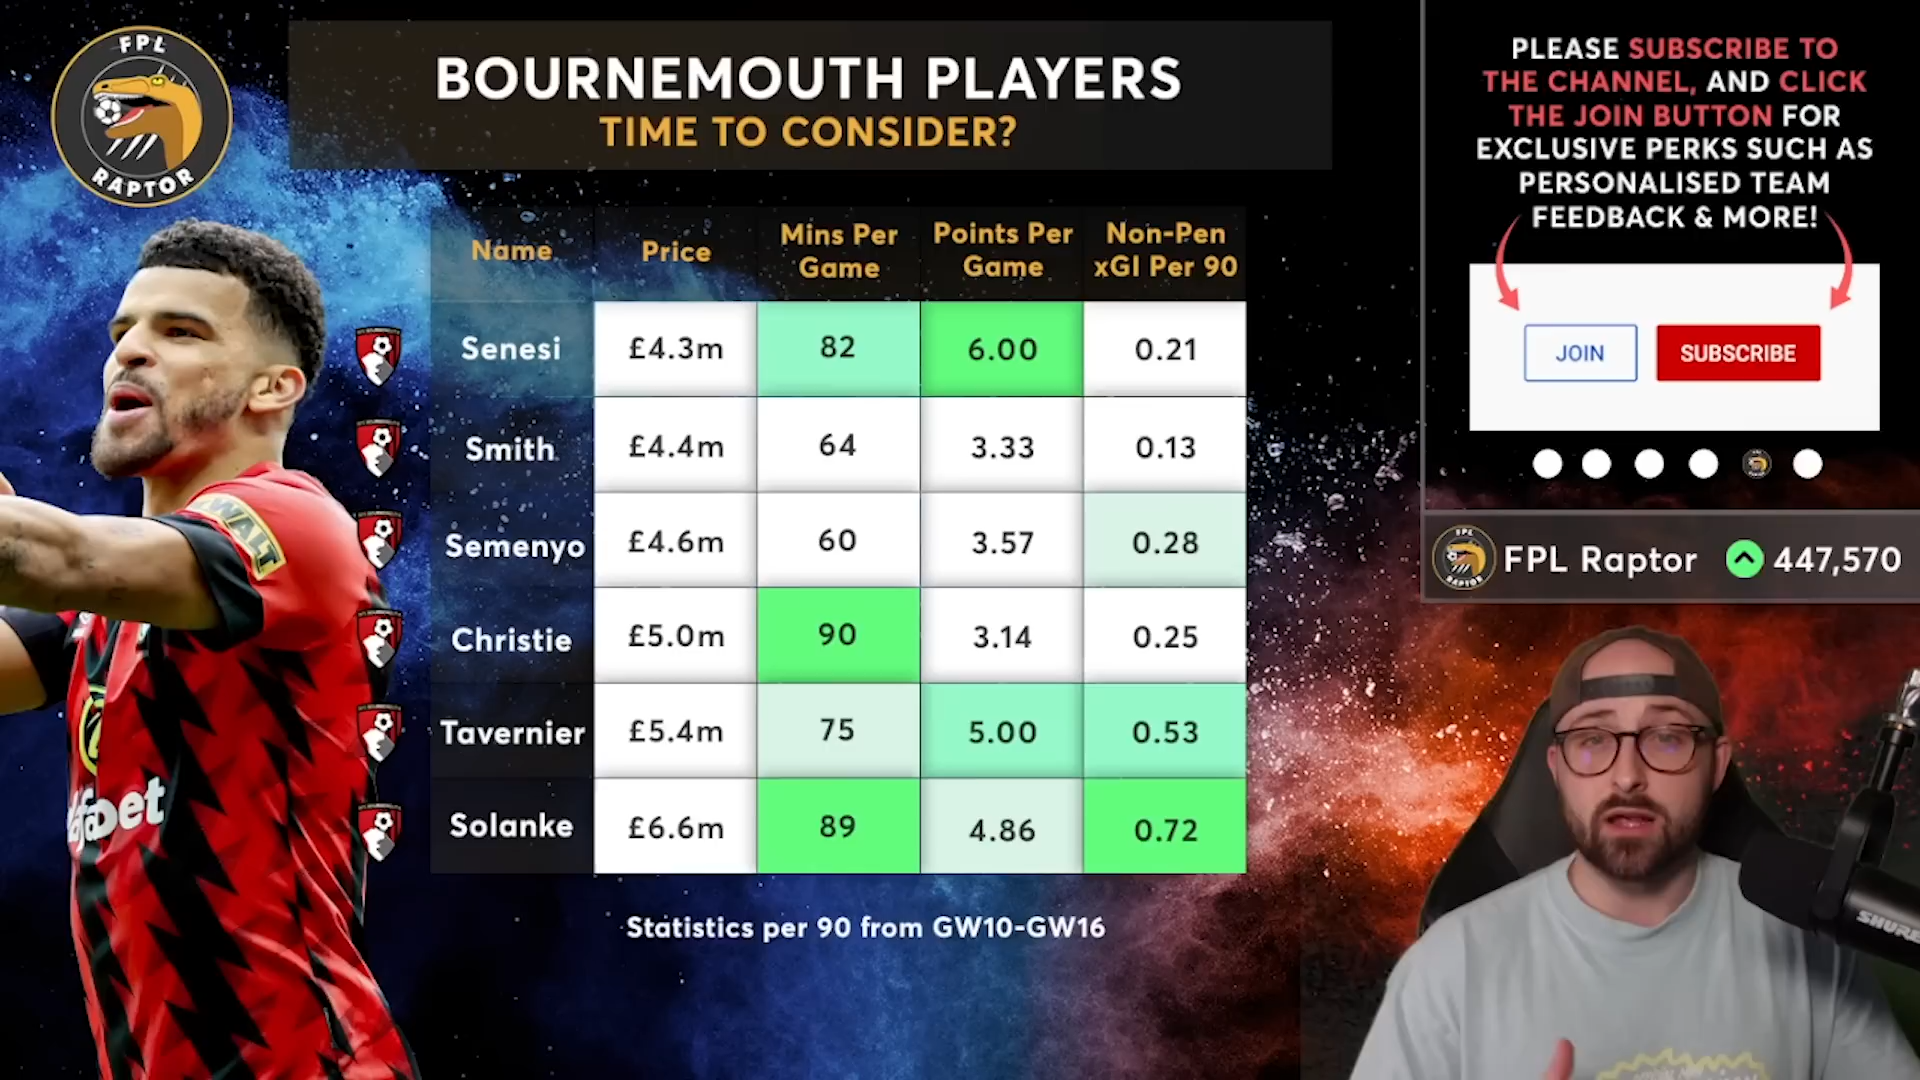 FPL
RAPTOR
BOURNEMOUTH PLAYERS
TIME TO CONSIDER?
Name Price Mins Per Game Points Per Game Non-Pen xGI Per 90
Senesi £4.3m 82 6.00 0.21
Smith £4.4m 64 3.33 0.13
Semenyo £4.6m 60 3.57 0.28
Christie £5.0m 90 3.14 0.25
Tavernier £5.4m 75 5.00 0.53
Solanke £6.6m 89 4.86 0.72
Statistics per 90 from GW10-GW16
PLEASE SUBSCRIBE TO
THE CHANNEL, AND CLICK
THE JOIN BUTTON FOR
EXCLUSIVE PERKS SUCH AS
PERSONALISED TEAM
FEEDBACK & MORE!
JOIN SUBSCRIBE
FPL
RAPTOR
FPL Raptor 447,570
SHURE